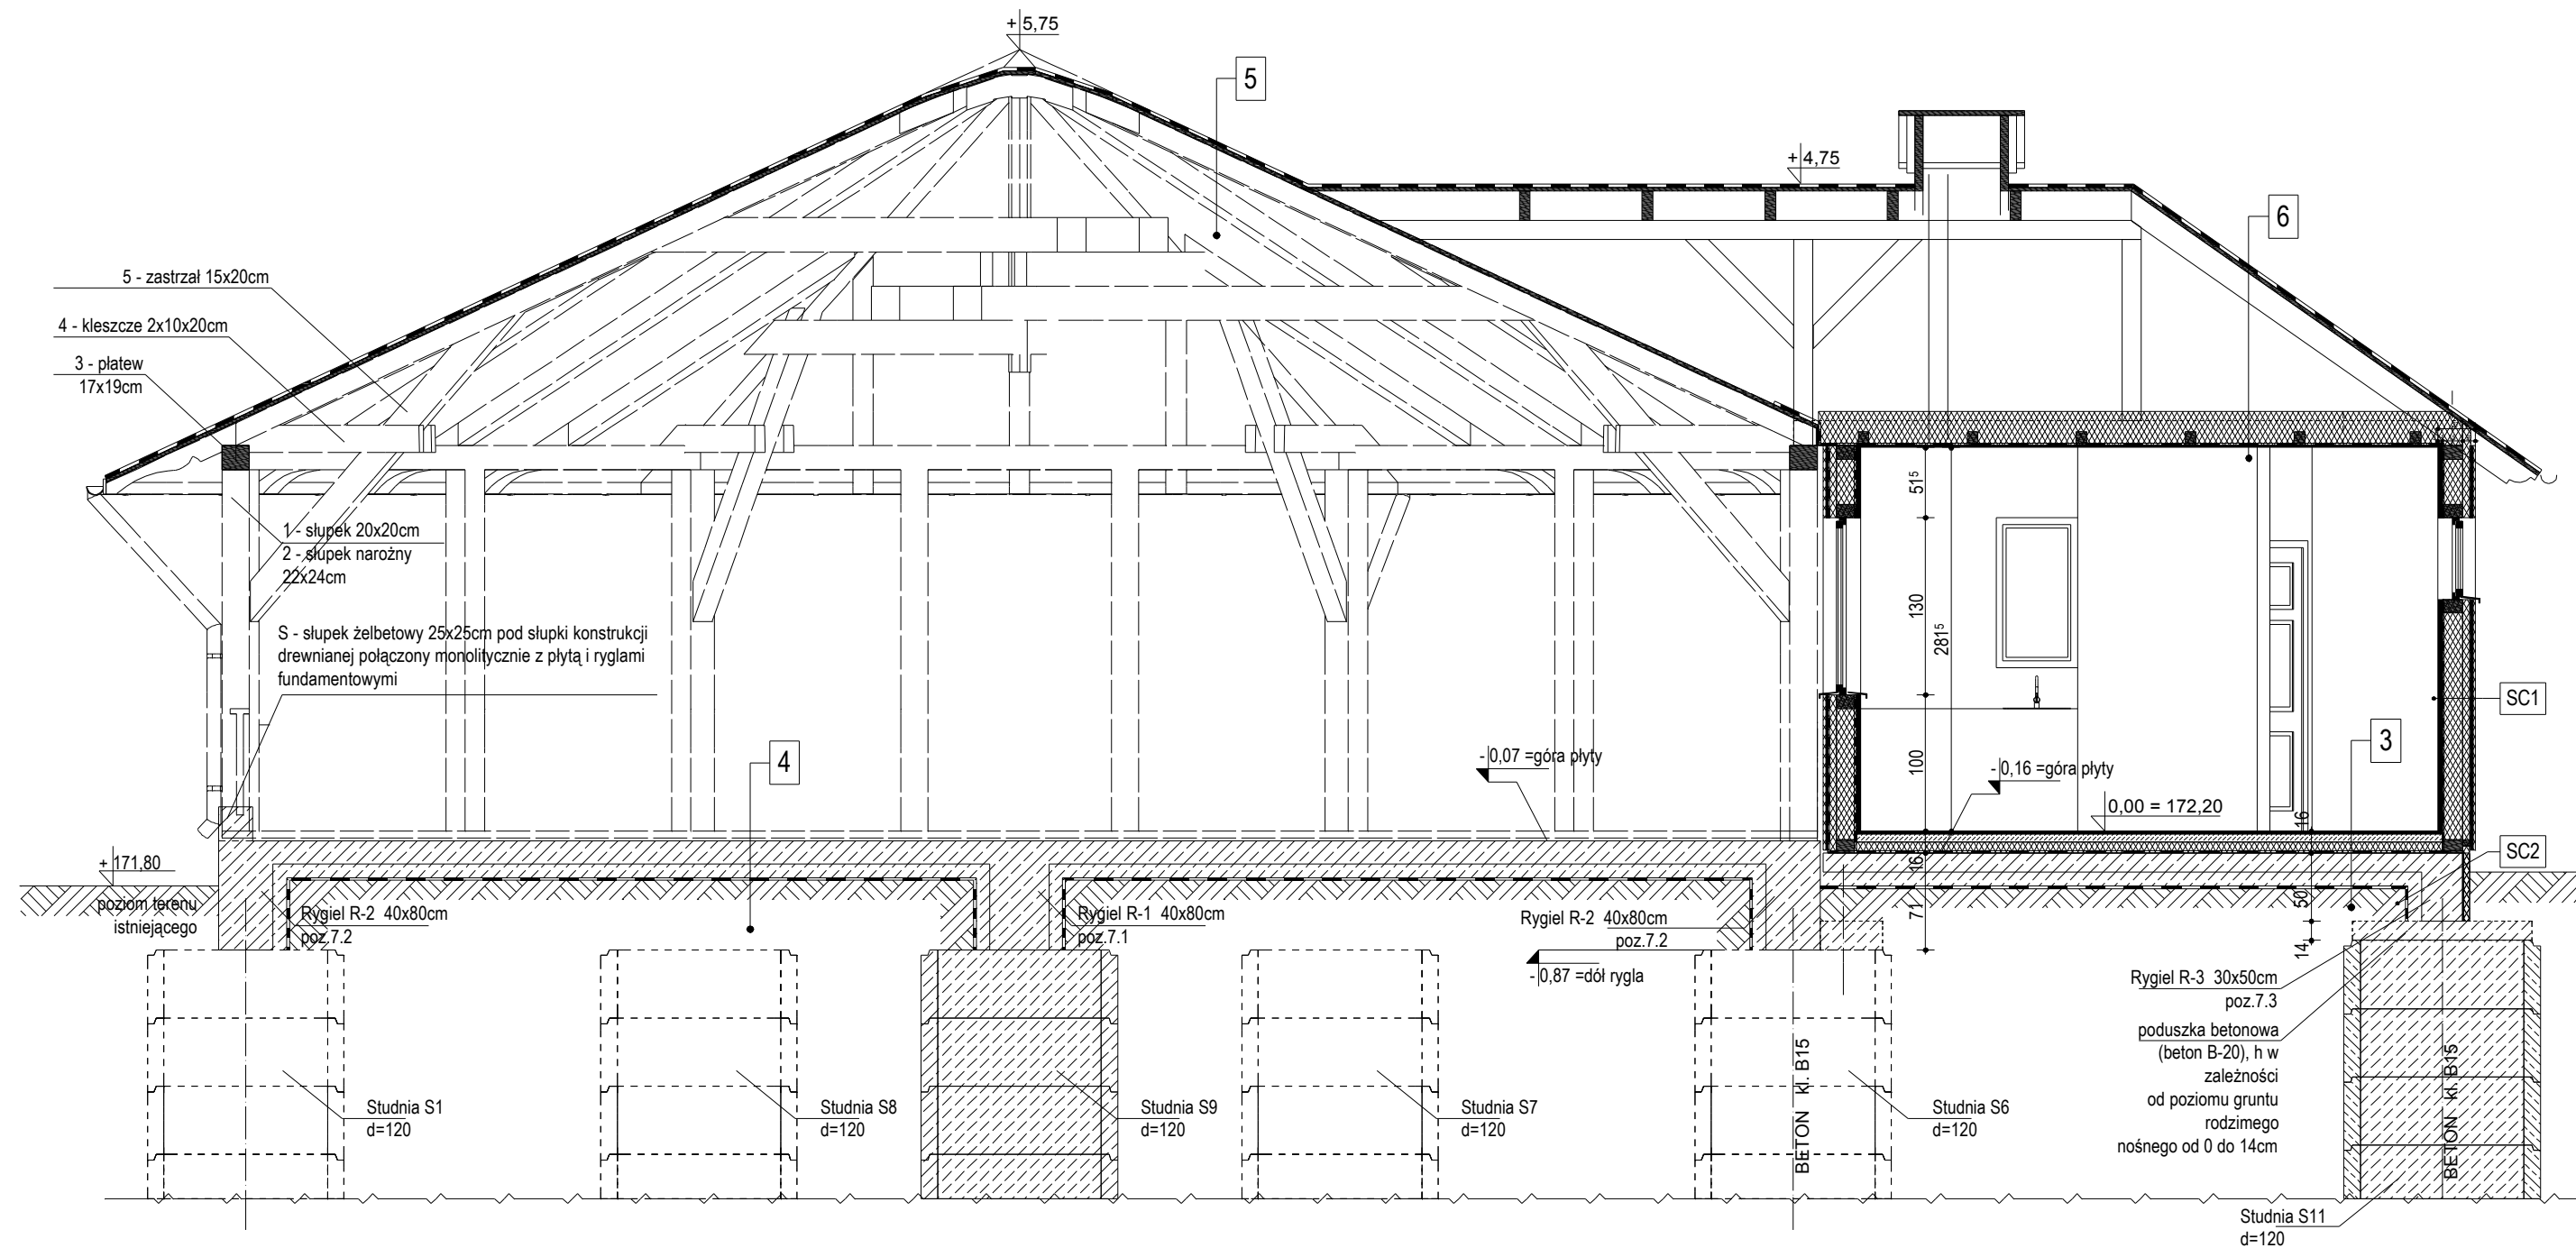 +5,75
5
+4,75
6
5 - zastrzał 15x20cm
4 - kleszcze 2x10x20cm
3 - płatew
17x19cm
1 - słupek 20x20cm
2 - słupek narożny
22x24cm
S - słupek żelbetowy 25x25cm pod słupki konstrukcji
drewnianej połączony monolitycznie z płytą i ryglami
fundamentowymi
51⁵
130
281⁵
100
SC1
3
4
-0,07 =góra płyty
-0,16 =góra płyty
0,00 = 172,20
16
16
SC2
+171,80
poziom terenu
istniejącego
Rygiel R-2 40x80cm
poz.7.2
Rygiel R-1 40x80cm
poz.7.1
Rygiel R-2 40x80cm
poz.7.2
71
50
14
-0,87 =dół rygla
Rygiel R-3 30x50cm
poz.7.3
poduszka betonowa
(beton B-20), h w
zależności
od poziomu gruntu
rodzimego
nośnego od 0 do 14cm
BETON kl. B15
BETON kl. B15
Studnia S1
d=120
Studnia S8
d=120
Studnia S9
d=120
Studnia S7
d=120
Studnia S6
d=120
Studnia S11
d=120